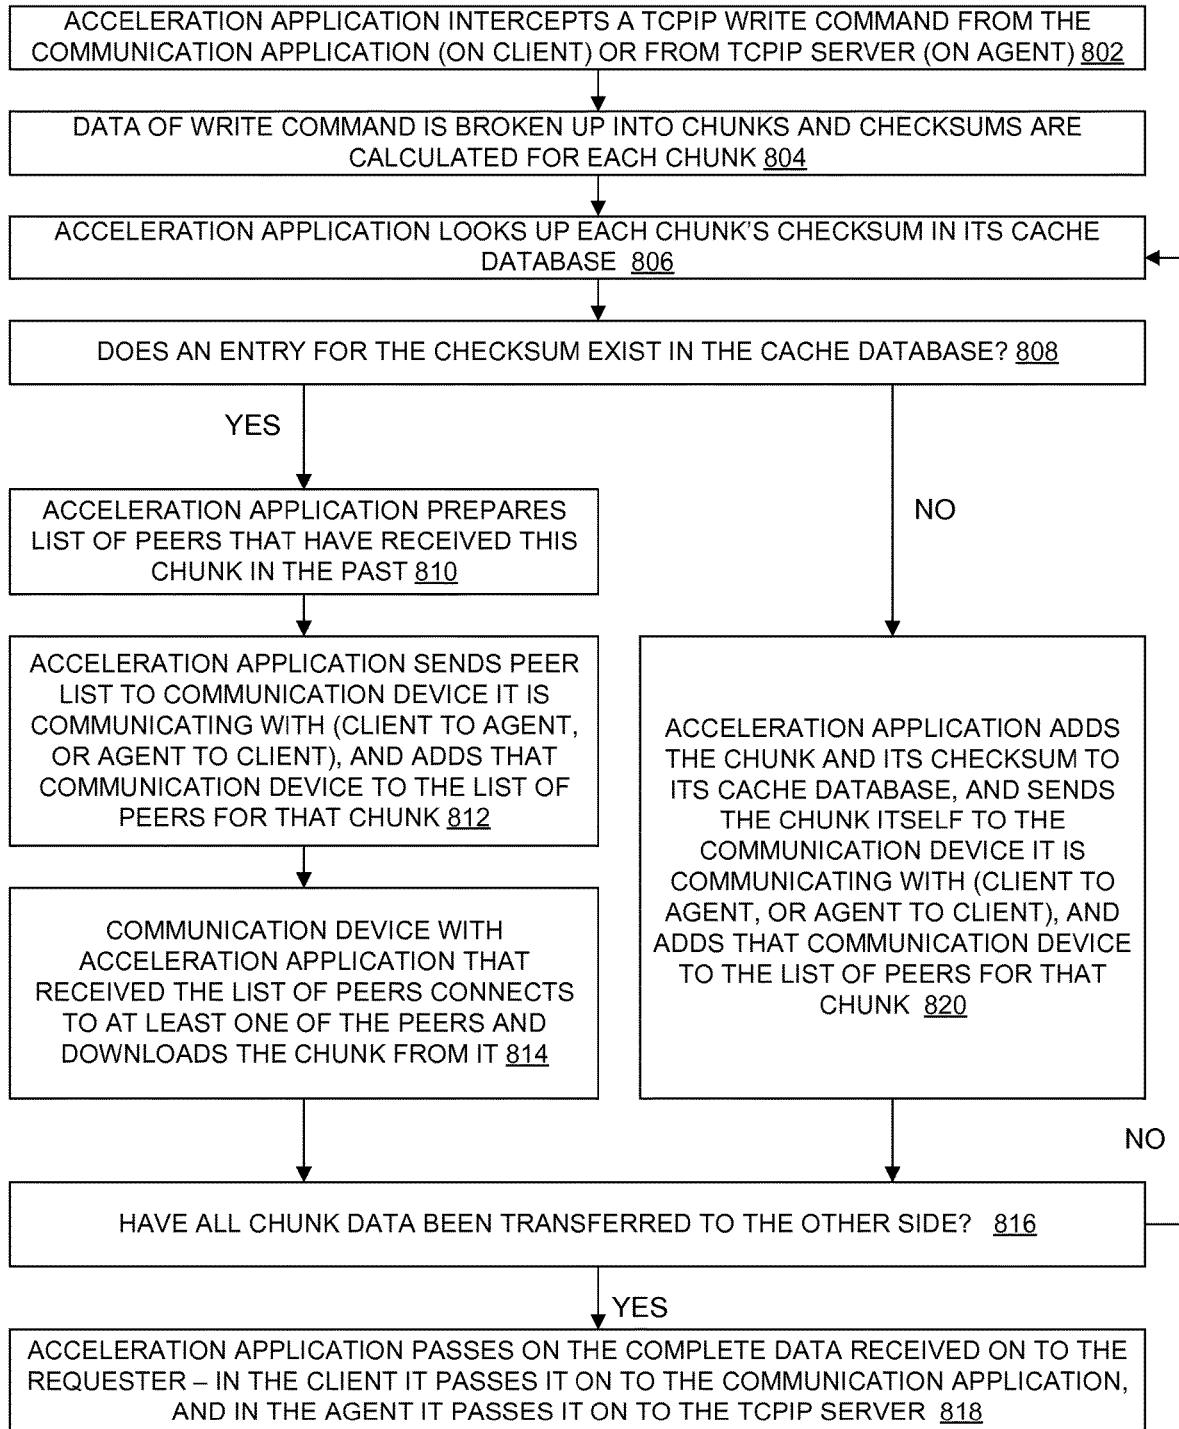 ACCELERATION APPLICATION INTERCEPTS A TCPIP WRITE COMMAND FROM THE
COMMUNICATION APPLICATION (ON CLIENT) OR FROM TCPIP SERVER (ON AGENT) 802
DATA OF WRITE COMMAND IS BROKEN UP INTO CHUNKS AND CHECKSUMS ARE
CALCULATED FOR EACH CHUNK 804
ACCELERATION APPLICATION LOOKS UP EACH CHUNK'S CHECKSUM IN ITS CACHE
DATABASE 806
DOES AN ENTRY FOR THE CHECKSUM EXIST IN THE CACHE DATABASE? 808
YES
NO
ACCELERATION APPLICATION PREPARES
LIST OF PEERS THAT HAVE RECEIVED THIS
CHUNK IN THE PAST 810
ACCELERATION APPLICATION SENDS PEER
LIST TO COMMUNICATION DEVICE IT IS
COMMUNICATING WITH (CLIENT TO AGENT,
OR AGENT TO CLIENT), AND ADDS THAT
COMMUNICATION DEVICE TO THE LIST OF
PEERS FOR THAT CHUNK 812
COMMUNICATION DEVICE WITH
ACCELERATION APPLICATION THAT
RECEIVED THE LIST OF PEERS CONNECTS
TO AT LEAST ONE OF THE PEERS AND
DOWNLOADS THE CHUNK FROM IT 814
ACCELERATION APPLICATION ADDS
THE CHUNK AND ITS CHECKSUM TO
ITS CACHE DATABASE, AND SENDS
THE CHUNK ITSELF TO THE
COMMUNICATION DEVICE IT IS
COMMUNICATING WITH (CLIENT TO
AGENT, OR AGENT TO CLIENT), AND
ADDS THAT COMMUNICATION DEVICE
TO THE LIST OF PEERS FOR THAT
CHUNK 820
NO
HAVE ALL CHUNK DATA BEEN TRANSFERRED TO THE OTHER SIDE? 816
YES
ACCELERATION APPLICATION PASSES ON THE COMPLETE DATA RECEIVED ON TO THE
REQUESTER – IN THE CLIENT IT PASSES IT ON TO THE COMMUNICATION APPLICATION,
AND IN THE AGENT IT PASSES IT ON TO THE TCPIP SERVER 818